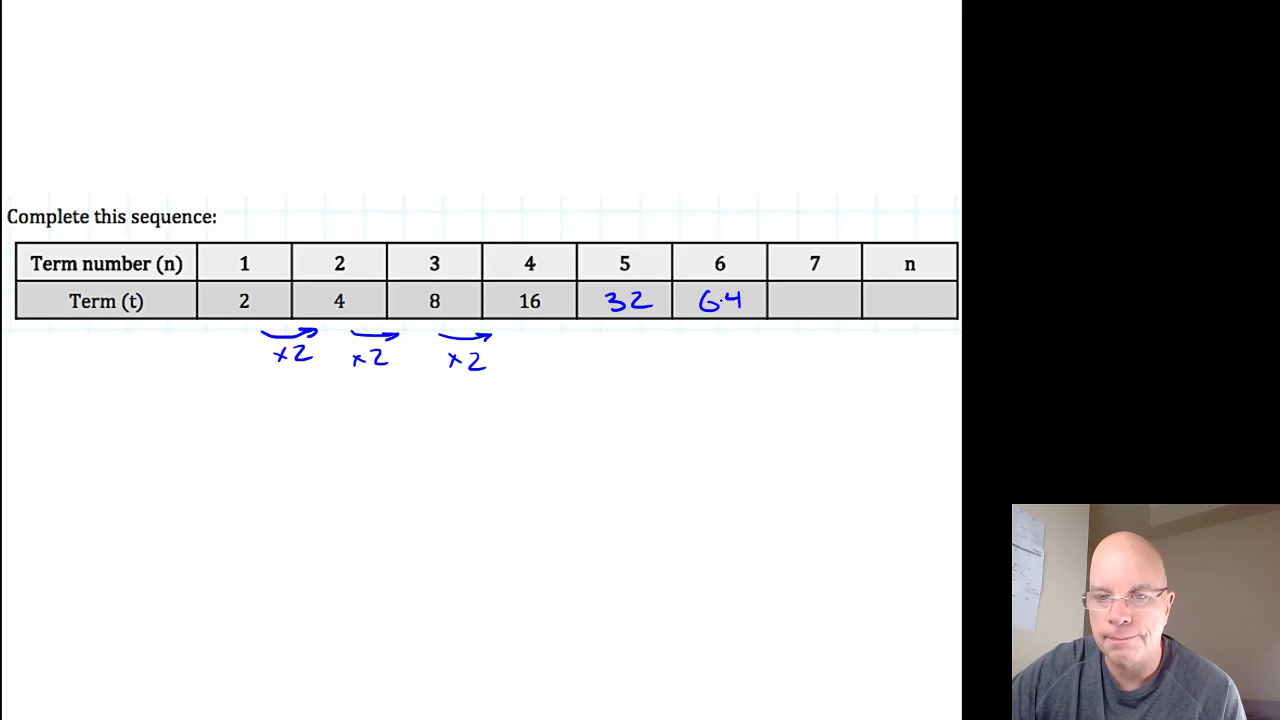 Complete this sequence:
Term number (n) 1 2 3 4 5 6 7 n
Term (t) 2 4 8 16 32 64
×2 ×2 ×2